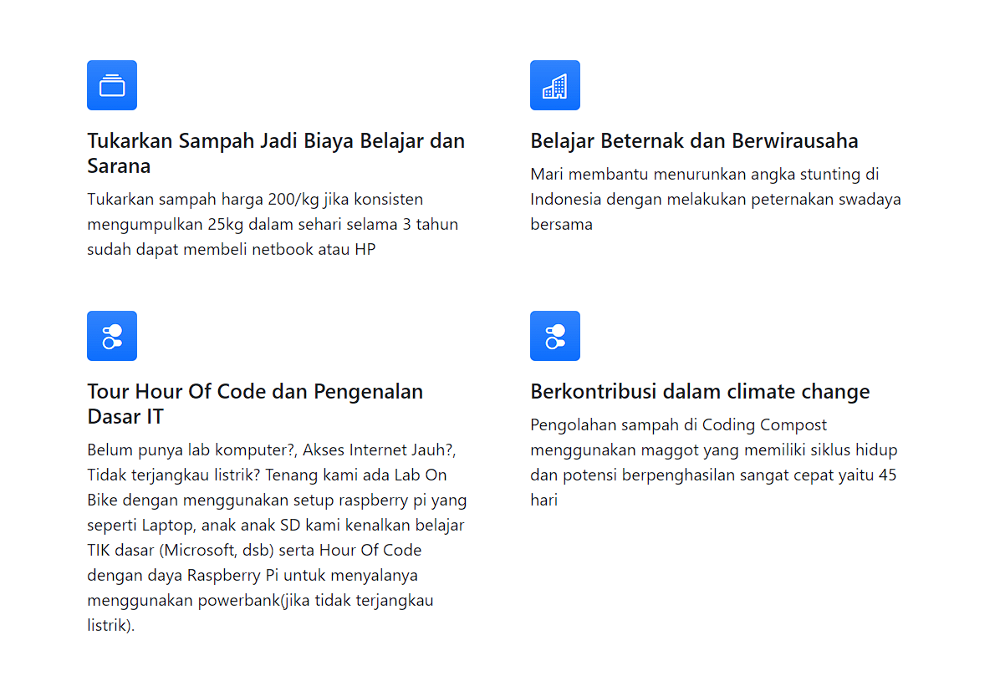 Tukarkan Sampah Jadi Biaya Belajar dan
Sarana
Tukarkan sampah harga 200/kg jika konsisten
mengumpulkan 25kg dalam sehari selama 3 tahun
sudah dapat membeli netbook atau HP
Belajar Beternak dan Berwirausaha
Mari membantu menurunkan angka stunting di
Indonesia dengan melakukan peternakan swadaya
bersama
Tour Hour Of Code dan Pengenalan
Dasar IT
Belum punya lab komputer?, Akses Internet Jauh?,
Tidak terjangkau listrik? Tenang kami ada Lab On
Bike dengan menggunakan setup raspberry pi yang
seperti Laptop, anak anak SD kami kenalkan belajar
TIK dasar (Microsoft, dsb) serta Hour Of Code
dengan daya Raspberry Pi untuk menyalanya
menggunakan powerbank(jika tidak terjangkau
listrik).
Berkontribusi dalam climate change
Pengolahan sampah di Coding Compost
menggunakan maggot yang memiliki siklus hidup
dan potensi berpenghasilan sangat cepat yaitu 45
hari